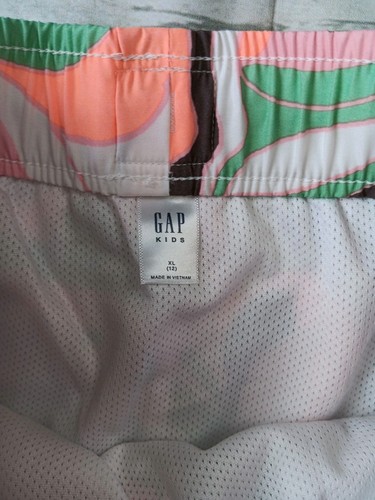 GAP
KIDS
XL
(12)
MADE IN VIETNAM